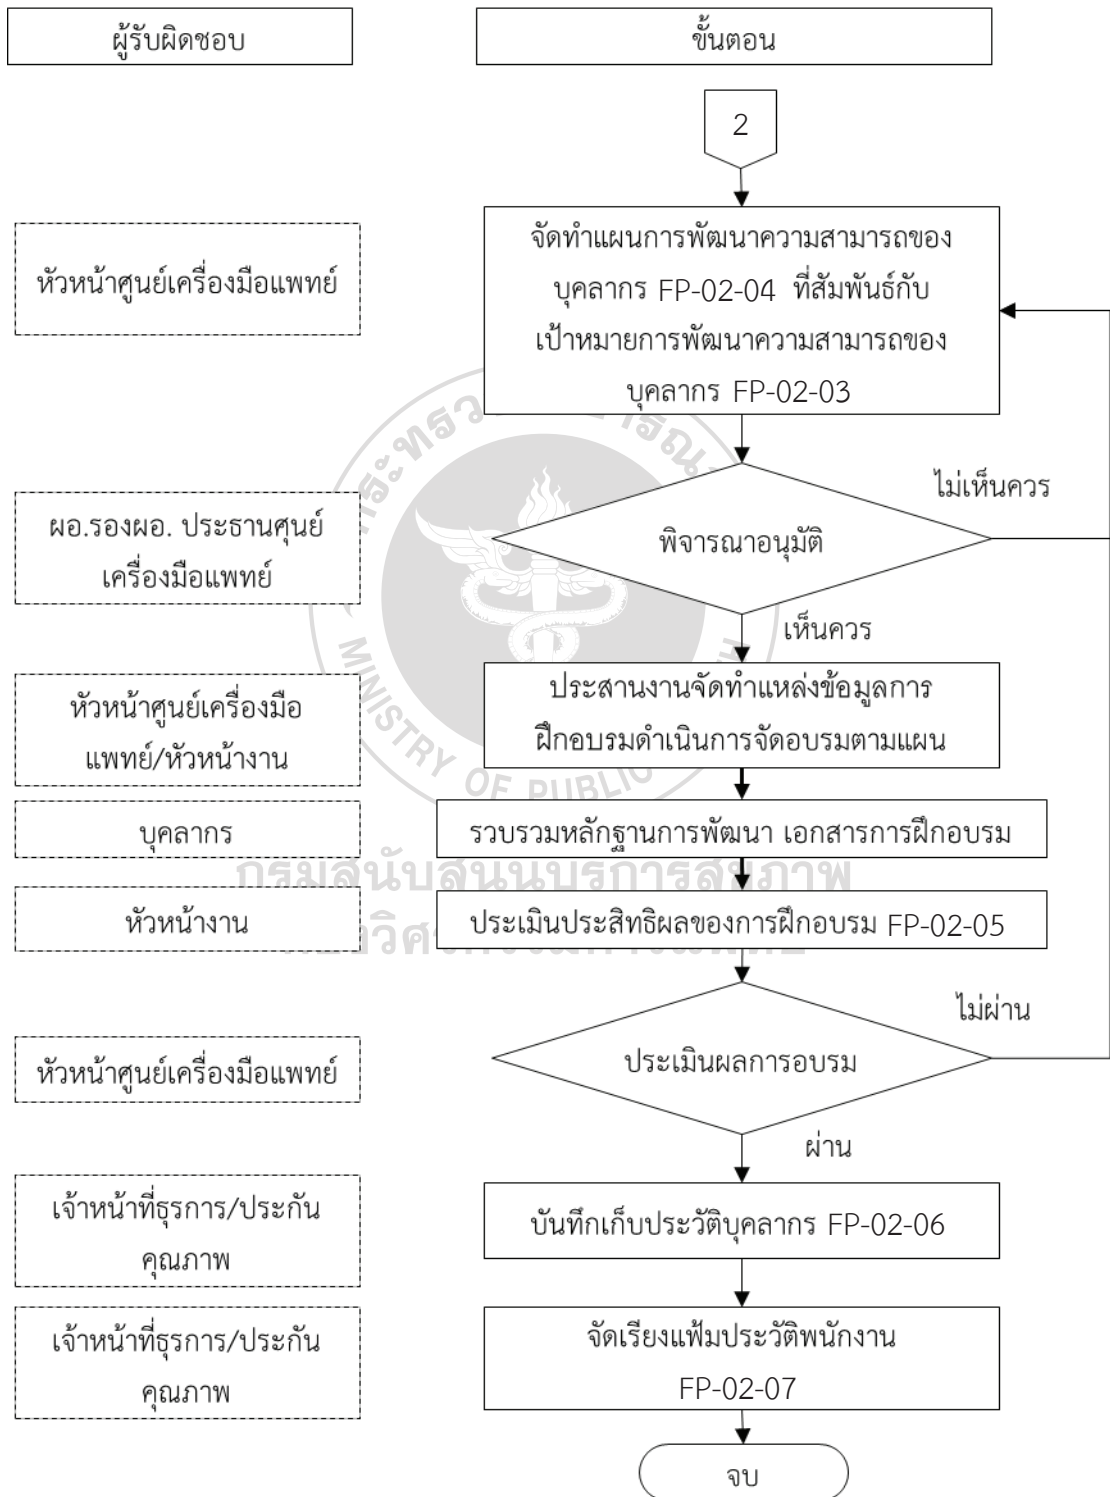 ผู้รับผิดชอบ
ขั้นตอน
2
หัวหน้าศูนย์เครื่องมือแพทย์
จัดทำแผนการพัฒนาความสามารถของ
บุคลากร FP-02-04 ที่สัมพันธ์กับ
เป้าหมายการพัฒนาความสามารถของ
บุคลากร FP-02-03
ผอ.รองผอ. ประธานศูนย์
เครื่องมือแพทย์
พิจารณาอนุมัติ
ไม่เห็นควร
เห็นควร
หัวหน้าศูนย์เครื่องมือ
แพทย์/หัวหน้างาน
ประสานงานจัดทำแหล่งข้อมูลการ
ฝึกอบรมดำเนินการจัดอบรมตามแผน
MINISTRY OF PUBLIC
บุคลากร
รวบรวมหลักฐานการพัฒนา เอกสารการฝึกอบรม
กรมสนับสนุนบริการสุขภาพ
หัวหน้างาน
ประเมินประสิทธิผลของการฝึกอบรม FP-02-05
หัวหน้าศูนย์เครื่องมือแพทย์
ประเมินผลการอบรม
ไม่ผ่าน
ผ่าน
เจ้าหน้าที่ธุรการ/ประกัน
คุณภาพ
บันทึกเก็บประวัติบุคลากร FP-02-06
เจ้าหน้าที่ธุรการ/ประกัน
คุณภาพ
จัดเรียงแฟ้มประวัติพนักงาน
FP-02-07
จบ